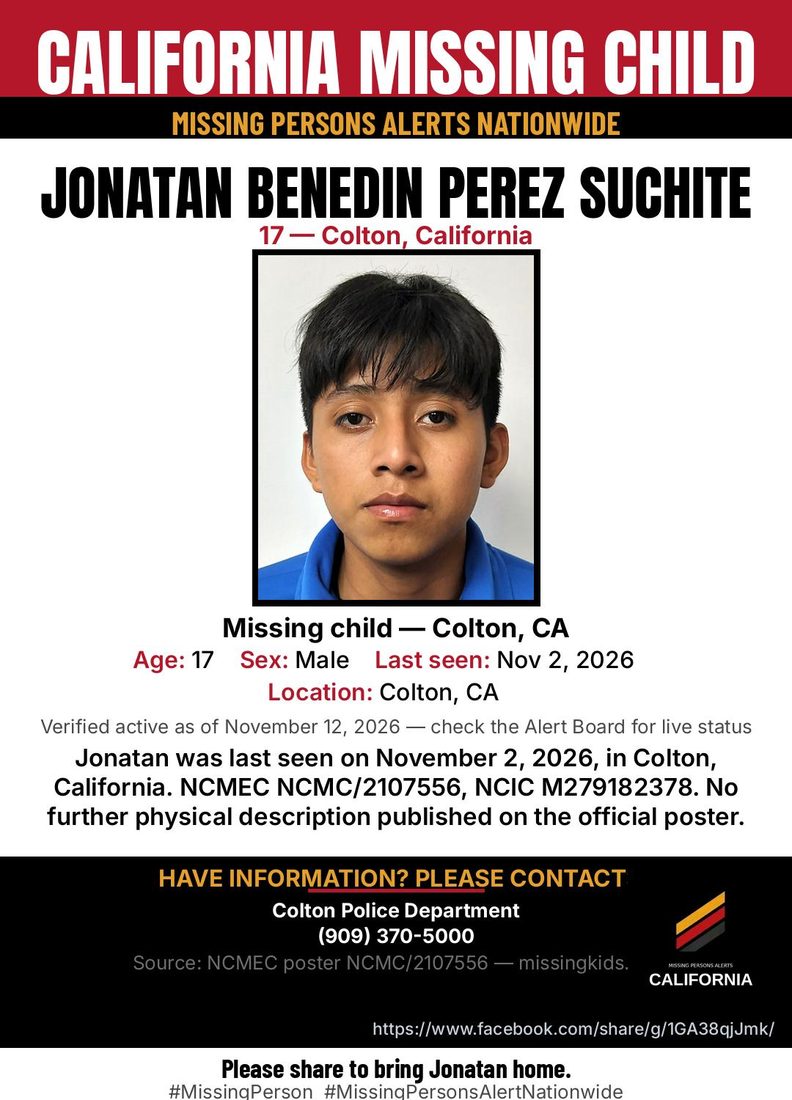 CALIFORNIA MISSING CHILD
MISSING PERSONS ALERTS NATIONWIDE
JONATAN BENEDIN PEREZ SUCHITE
17 — Colton, California
Missing child — Colton, CA
Age: 17 Sex: Male Last seen: Nov 2, 2026
Location: Colton, CA
Verified active as of November 12, 2026 — check the Alert Board for live status
Jonatan was last seen on November 2, 2026, in Colton,
California. NCMEC NCMC/2107556, NCIC M279182378. No
further physical description published on the official poster.
HAVE INFORMATION? PLEASE CONTACT
Colton Police Department
(909) 370-5000
Source: NCMEC poster NCMC/2107556 — missingkids.
MISSING PERSONS ALERTS
CALIFORNIA
https://www.facebook.com/share/g/1GA38qjJmk/
Please share to bring Jonatan home.
#MissingPerson #MissingPersonsAlertNationwide